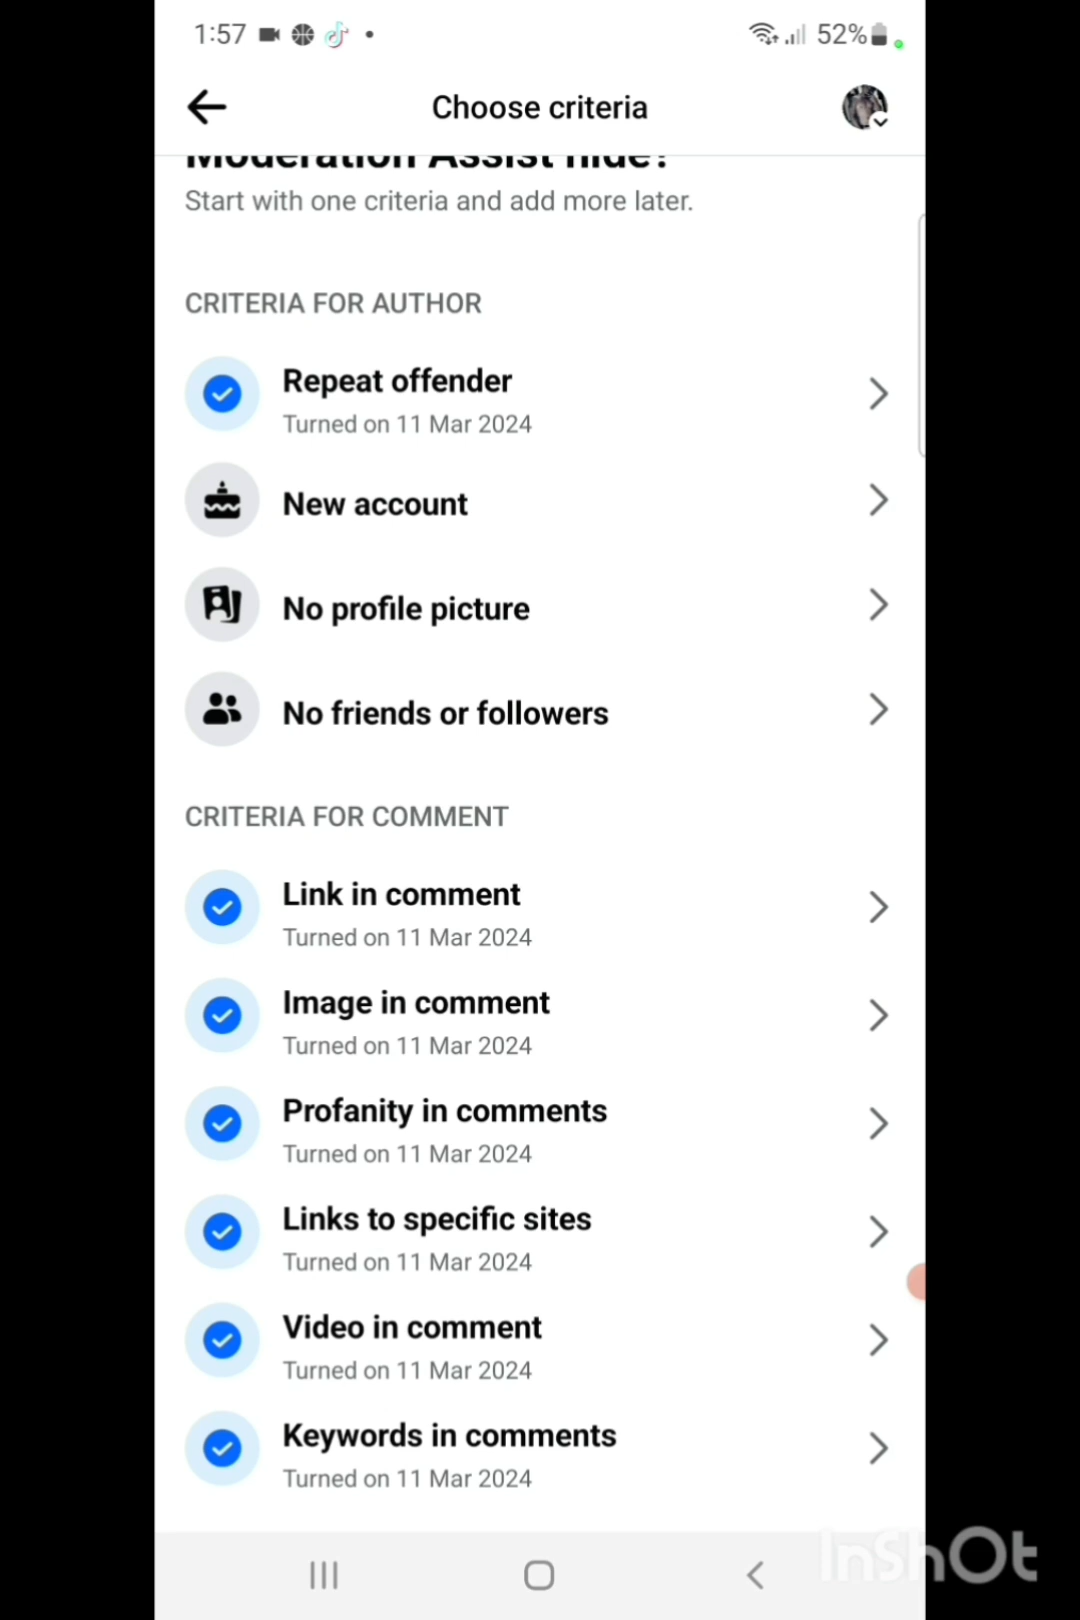 1:57
52%
Choose criteria
Moderation Assist hide?
Start with one criteria and add more later.
CRITERIA FOR AUTHOR
Repeat offender
Turned on 11 Mar 2024
New account
No profile picture
No friends or followers
CRITERIA FOR COMMENT
Link in comment
Turned on 11 Mar 2024
Image in comment
Turned on 11 Mar 2024
Profanity in comments
Turned on 11 Mar 2024
Links to specific sites
Turned on 11 Mar 2024
Video in comment
Turned on 11 Mar 2024
Keywords in comments
Turned on 11 Mar 2024
InShOt